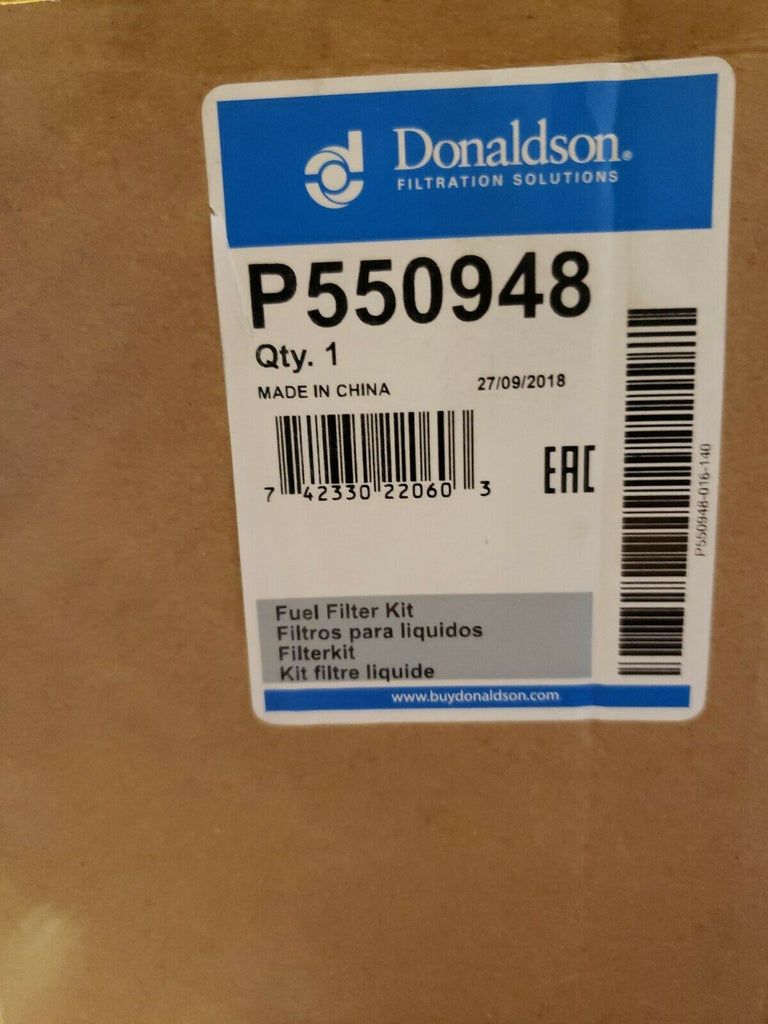 Donaldson®
FILTRATION SOLUTIONS
P550948
Qty. 1
MADE IN CHINA
27/09/2018
7 42330 22060 3
EAC
P550948-016-140
Fuel Filter Kit
Filtros para liquidos
Filterkit
Kit filtre liquide
www.buydonaldson.com